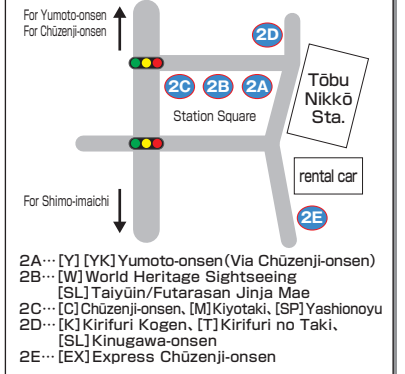 For Yumoto-onsen
For Chūzenji-onsen
2D
2C
2B
2A
Tōbu
Nikkō
Sta.
Station Square
rental car
For Shimo-imaichi
2E
2A…[Y] [YK]Yumoto-onsen(Via Chūzenji-onsen)
2B…[W]World Heritage Sightseeing
[SL]Taiyūin/Futarasan Jinja Mae
2C…[C]Chūzenji-onsen、[M]Kiyotaki、[SP]Yashionoyu
2D…[K]Kirifuri Kogen、[T]Kirifuri no Taki、
[SL]Kinugawa-onsen
2E…[EX]Express Chūzenji-onsen